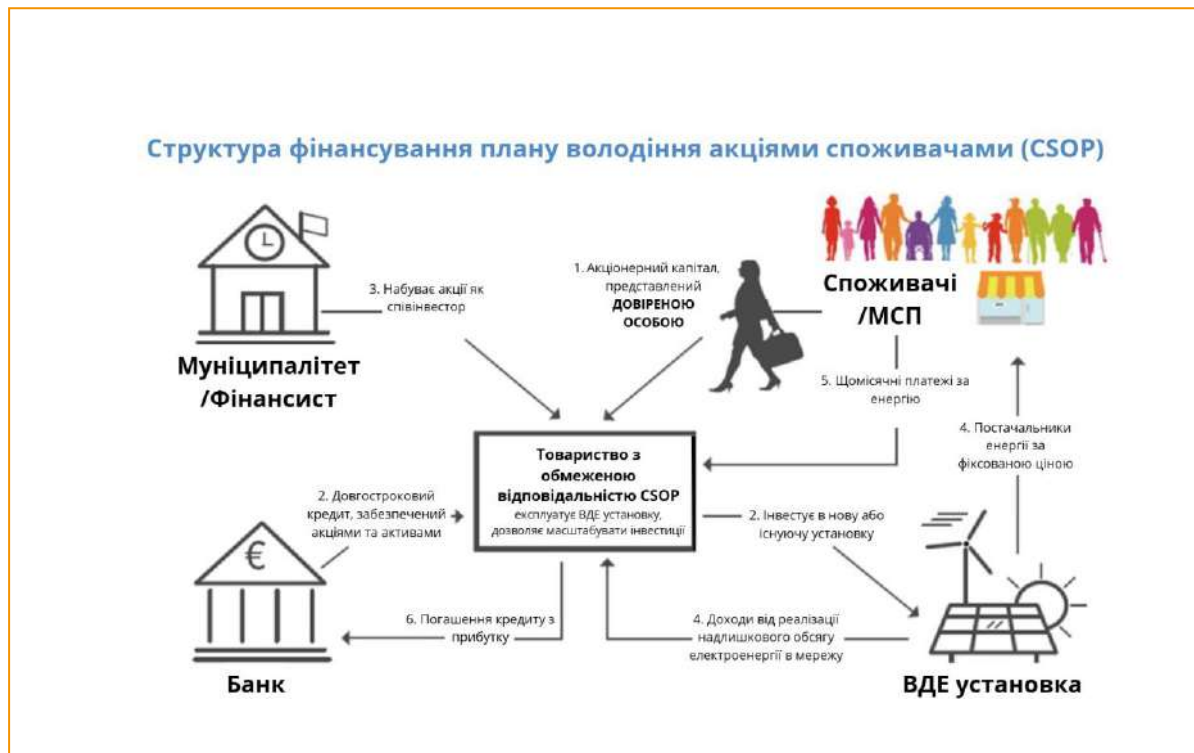 Структура фінансування плану володіння акціями споживачами (CSOP)
3. Набуває акції як
співінвестор
Муніципалітет
/Фінансист
1. Акціонерний капітал,
представлений
ДОВІРЕНОЮ
ОСОБОЮ
Споживачі
/МСП
5. Щомісячні платежі за
енергію
4. Постачальники
енергії за
фіксованою ціною
Товариство з
обмеженою
відповідальністю CSOP
експлуатує ВДЕ установку,
дозволяє масштабувати інвестиції
2. Довгостроковий
кредит, забезпечений
акціями та активами
2. Інвестує в нову або
існуючу установку
€
6. Погашення кредиту з
прибутку
4. Доходи від реалізації
надлишкового обсягу
електроенергії в мережу
Банк
ВДЕ установка